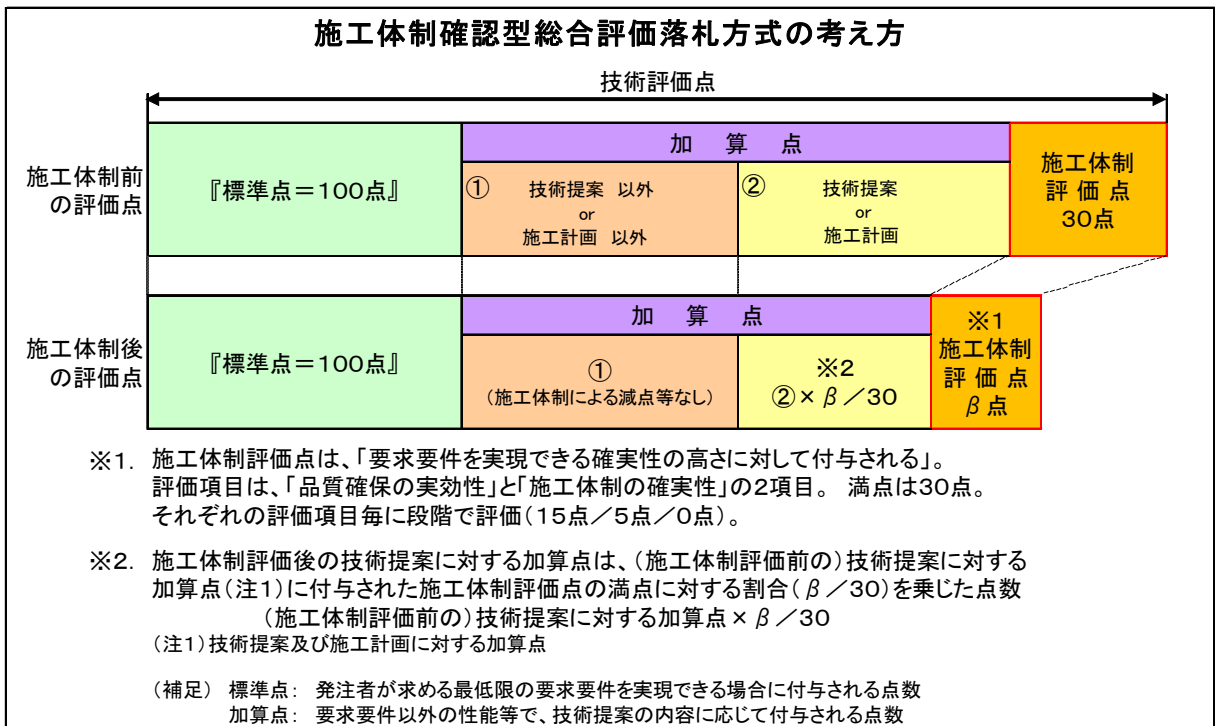 施工体制確認型総合評価落札方式の考え方
技術評価点
施工体制前
の評価点
『標準点＝100点』
加 算 点
① 技術提案 以外
or
施工計画 以外
② 技術提案
or
施工計画
施工体制
評 価 点
30点
施工体制後
の評価点
『標準点＝100点』
加 算 点
①
（施工体制による減点等なし）
※2
②×β／30
※1
施工体制
評 価 点
β点
※1. 施工体制評価点は、「要求要件を実現できる確実性の高さに対して付与される」。
評価項目は、「品質確保の実効性」と「施工体制の確実性」の2項目。 満点は30点。
それぞれの評価項目毎に段階で評価（15点／5点／0点）。
※2. 施工体制評価後の技術提案に対する加算点は、（施工体制評価前の）技術提案に対する
加算点（注1）に付与された施工体制評価点の満点に対する割合（β／30）を乗じた点数
（施工体制評価前の）技術提案に対する加算点×β／30
（注1）技術提案及び施工計画に対する加算点
（補足） 標準点： 発注者が求める最低限の要求要件を実現できる場合に付与される点数
加算点： 要求要件以外の性能等で、技術提案の内容に応じて付与される点数